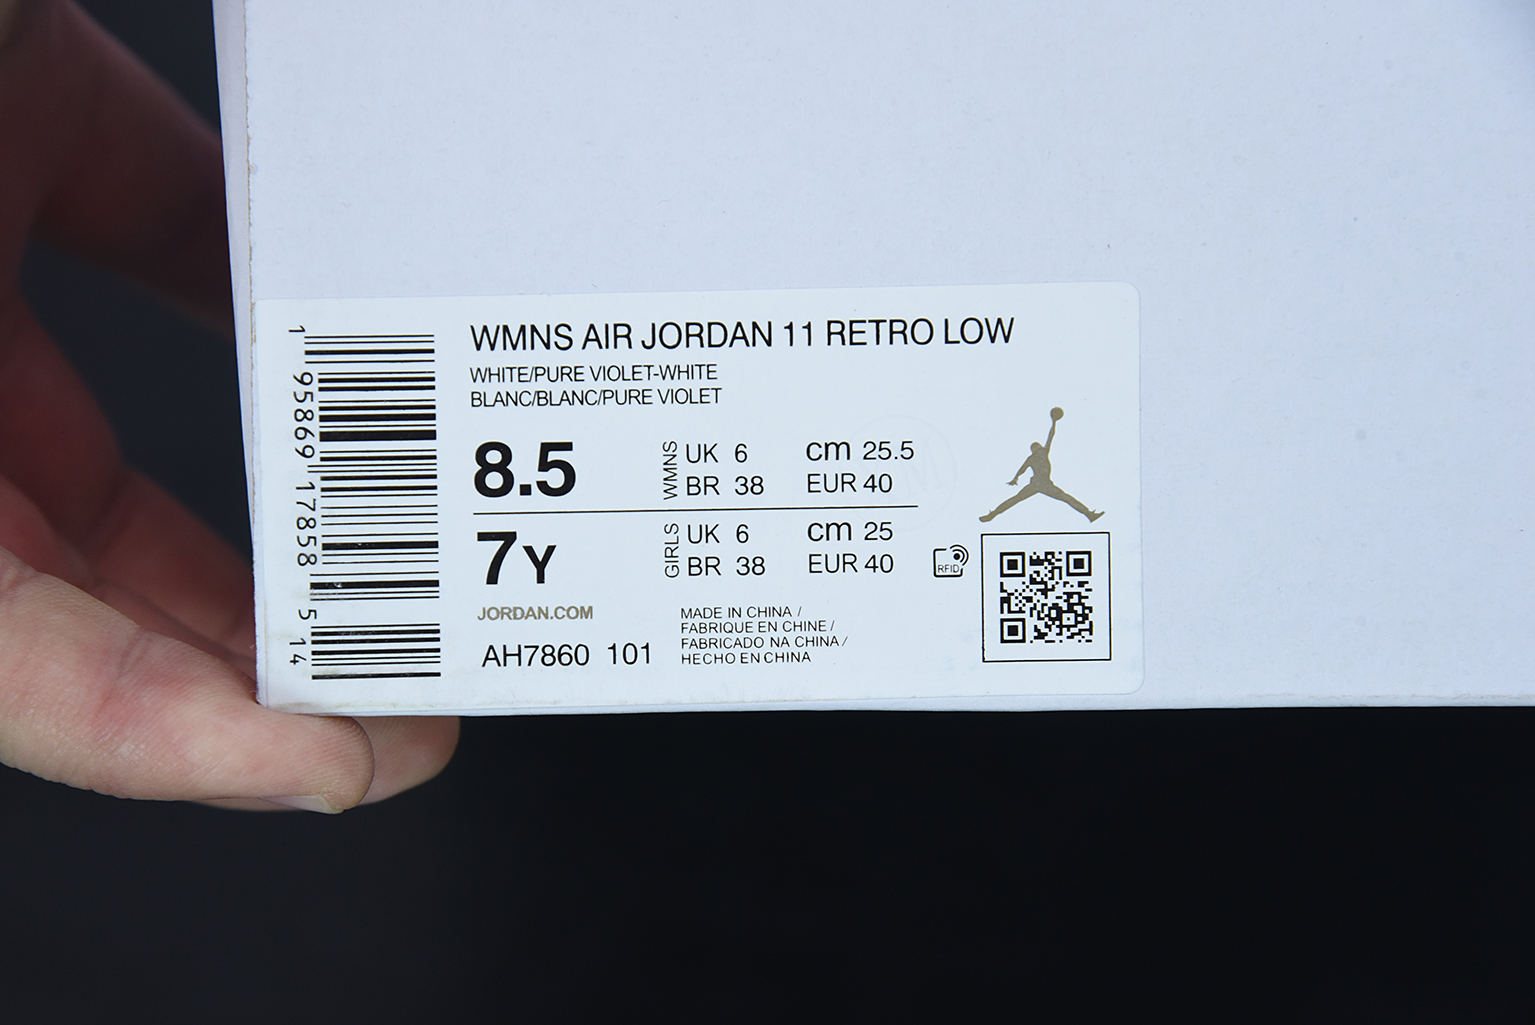 WMNS AIR JORDAN 11 RETRO LOW
WHITE/PURE VIOLET-WHITE
BLANC/BLANC/PURE VIOLET
8.5 WMNS UK 6 cm 25.5
BR 38 EUR 40
7Y GIRLS UK 6 cm 25
BR 38 EUR 40
RFID
JORDAN.COM
AH7860 101
MADE IN CHINA /
FABRIQUE EN CHINE /
FABRICADO NA CHINA /
HECHO EN CHINA
1 95869 17858 5 14